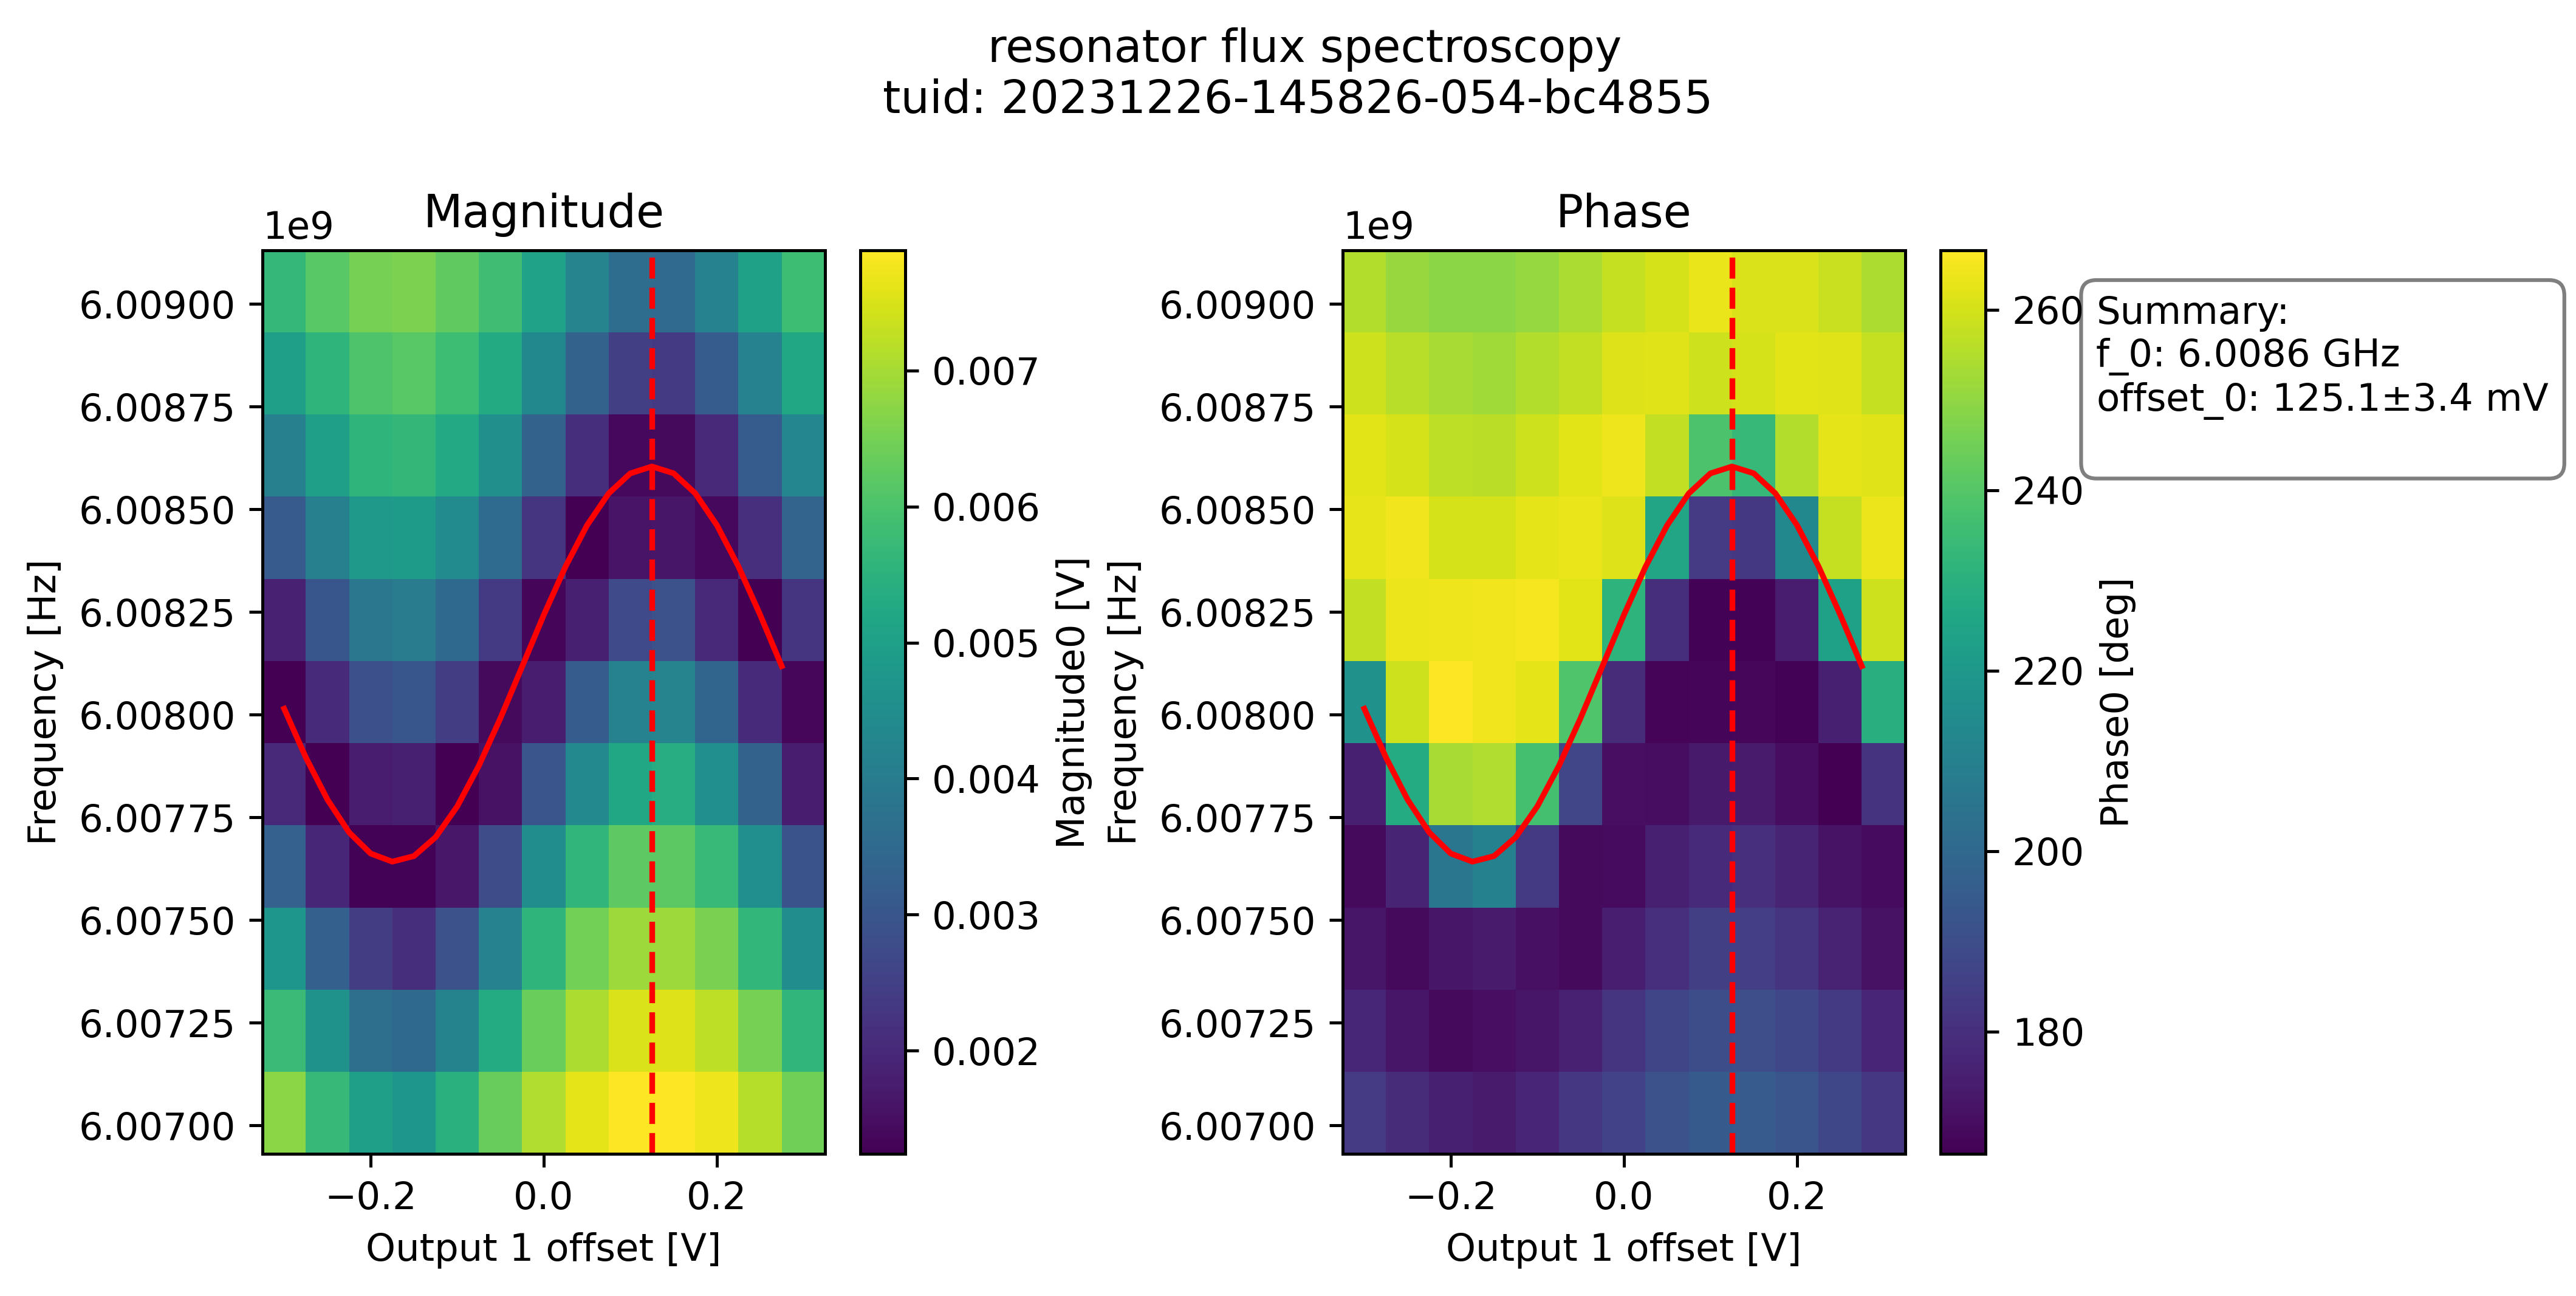 resonator flux spectroscopy
tuid: 20231226-145826-054-bc4855
Magnitude
1e9
6.00900
6.00875
6.00850
6.00825
6.00800
6.00775
6.00750
6.00725
6.00700
Frequency [Hz]
−0.2
0.0
0.2
Output 1 offset [V]
0.007
0.006
0.005
0.004
0.003
0.002
Magnitude0 [V]
Phase
1e9
6.00900
6.00875
6.00850
6.00825
6.00800
6.00775
6.00750
6.00725
6.00700
Frequency [Hz]
−0.2
0.0
0.2
Output 1 offset [V]
260
240
220
200
180
Phase0 [deg]
Summary:
f_0: 6.0086 GHz
offset_0: 125.1±3.4 mV